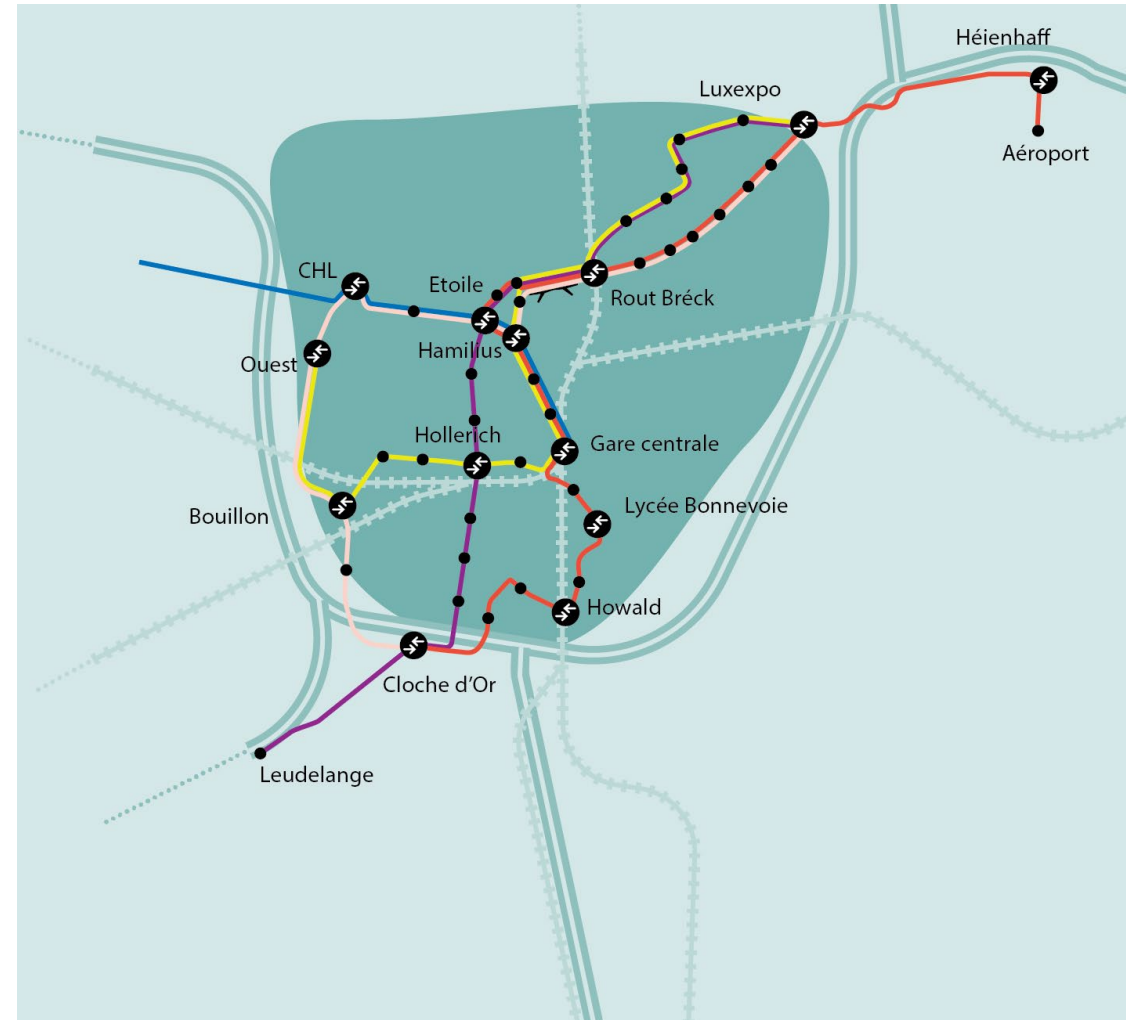 Héienhaff
Luxexpo
Aéroport
CHL
Etoile
Rout Bréck
Hamilius
Ouest
Hollerich
Gare centrale
Lycée Bonnevoie
Bouillon
Howald
Cloche d'Or
Leudelange